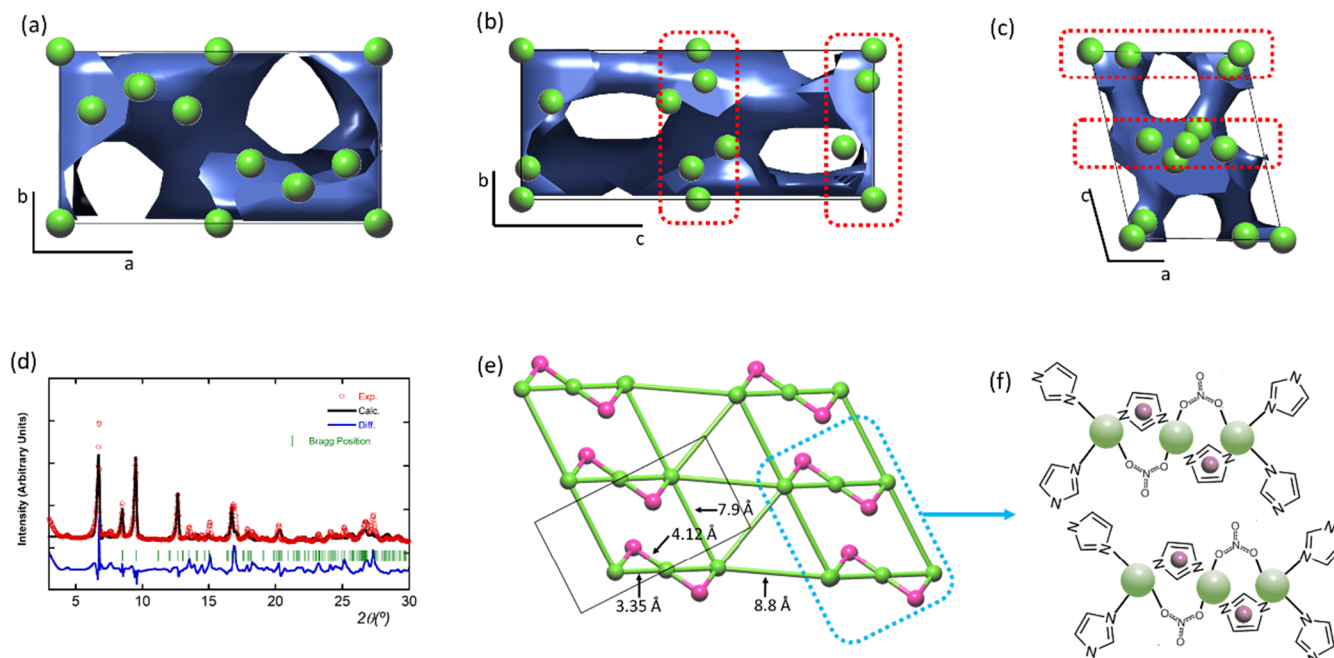 (a)
(b)
(c)
b
a
b
c
c
a
(d)
Intensity (Arbitrary Units)
Exp.
Calc.
Diff.
Bragg Position
5 10 15 20 25 30
2θ(º)
(e)
7.9 Å
4.12 Å
3.35 Å
8.8 Å
(f)
N
N
O
N
O
O
N
N
N
N
N
N
O
N
O
O
N
N
N
N
N
N
O
N
O
O
N
N
N
N
N
N
O
N
O
O
N
N
N
N